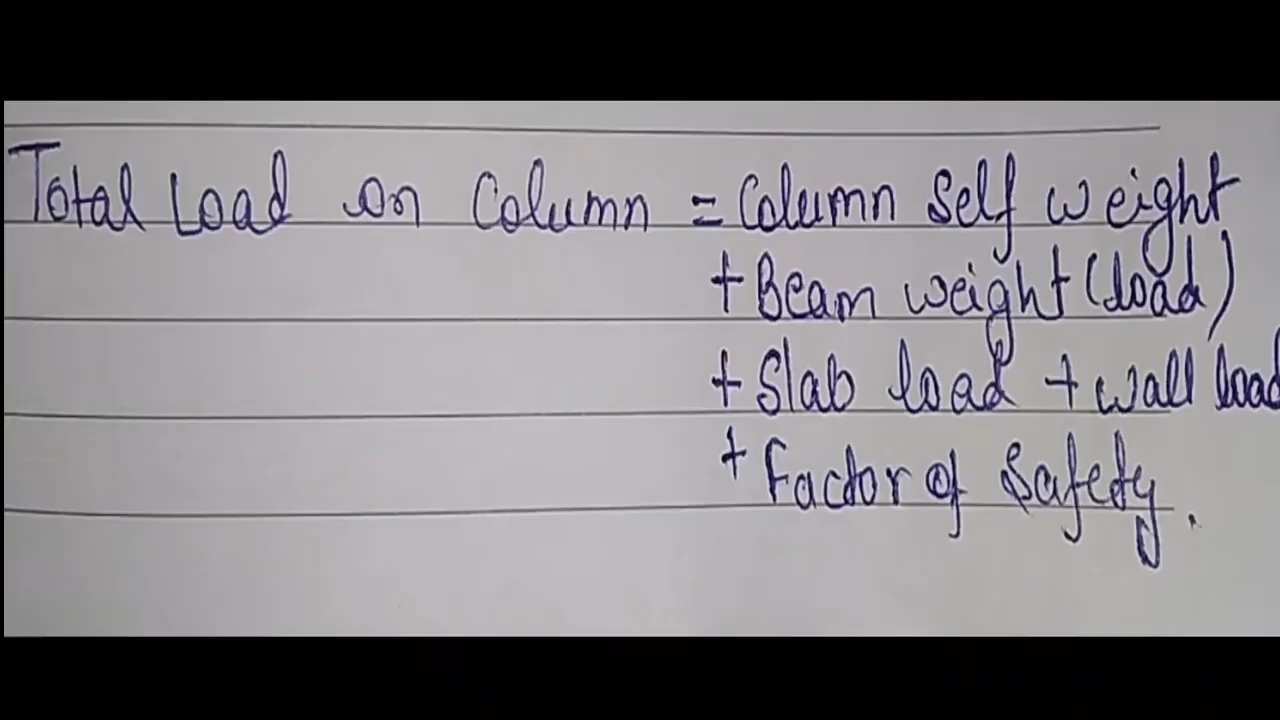 Total Load on Column = Column Self weight
+ Beam weight (load)
+ Slab load + wall load
+ Factor of Safety.